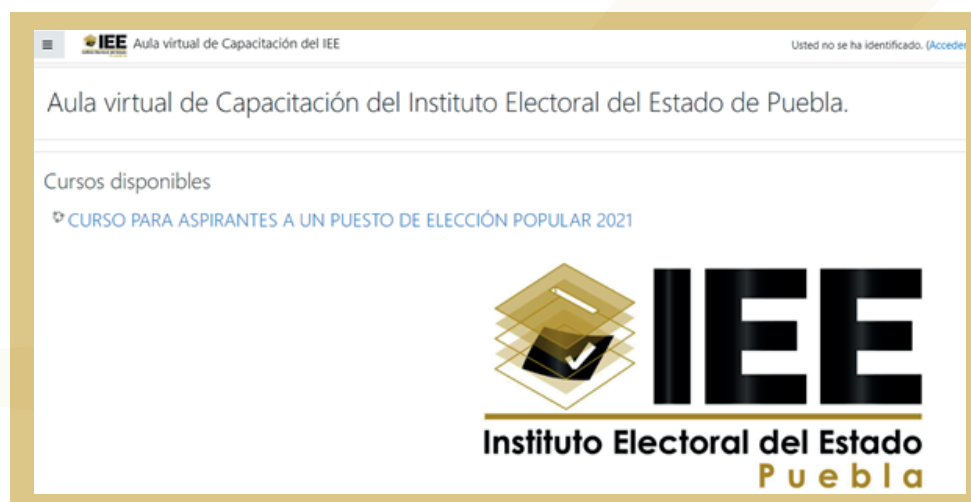 IEE Aula virtual de Capacitación del IEE
Usted no se ha identificado. (Acceder
Aula virtual de Capacitación del Instituto Electoral del Estado de Puebla.
Cursos disponibles
CURSO PARA ASPIRANTES A UN PUESTO DE ELECCIÓN POPULAR 2021
IEE
Instituto Electoral del Estado
Puebla